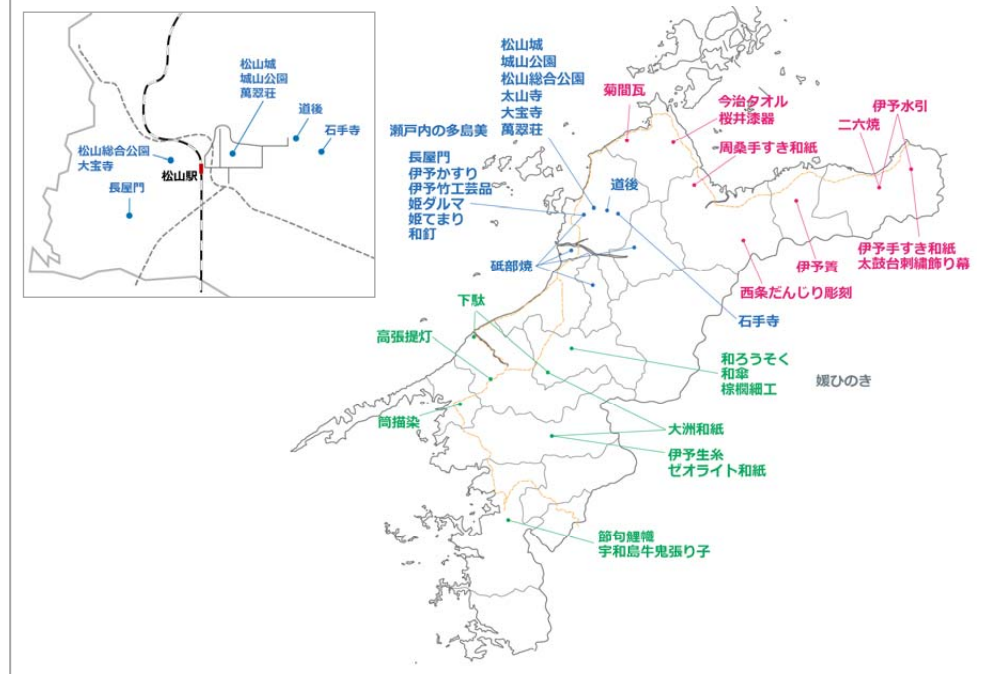 松山城
城山公園
萬翠荘
道後
石手寺
松山総合公園
大宝寺
松山駅
長屋門
松山城
城山公園
松山総合公園
太山寺
大宝寺
萬翠荘
瀬戸内の多島美
長屋門
伊予かすり
伊予竹工芸品
姫ダルマ
姫てまり
和釘
菊間瓦
今治タオル
桜井漆器
周桑手すき和紙
伊予水引
二六焼
道後
砥部焼
伊予簀
伊予手すき和紙
太鼓台刺繍飾り幕
西条だんじり彫刻
石手寺
下駄
高張提灯
和ろうそく
和傘
棕櫚細工
媛ひのき
筒描染
大洲和紙
伊予生糸
ゼオライト和紙
節句鯉幟
宇和島牛鬼張り子